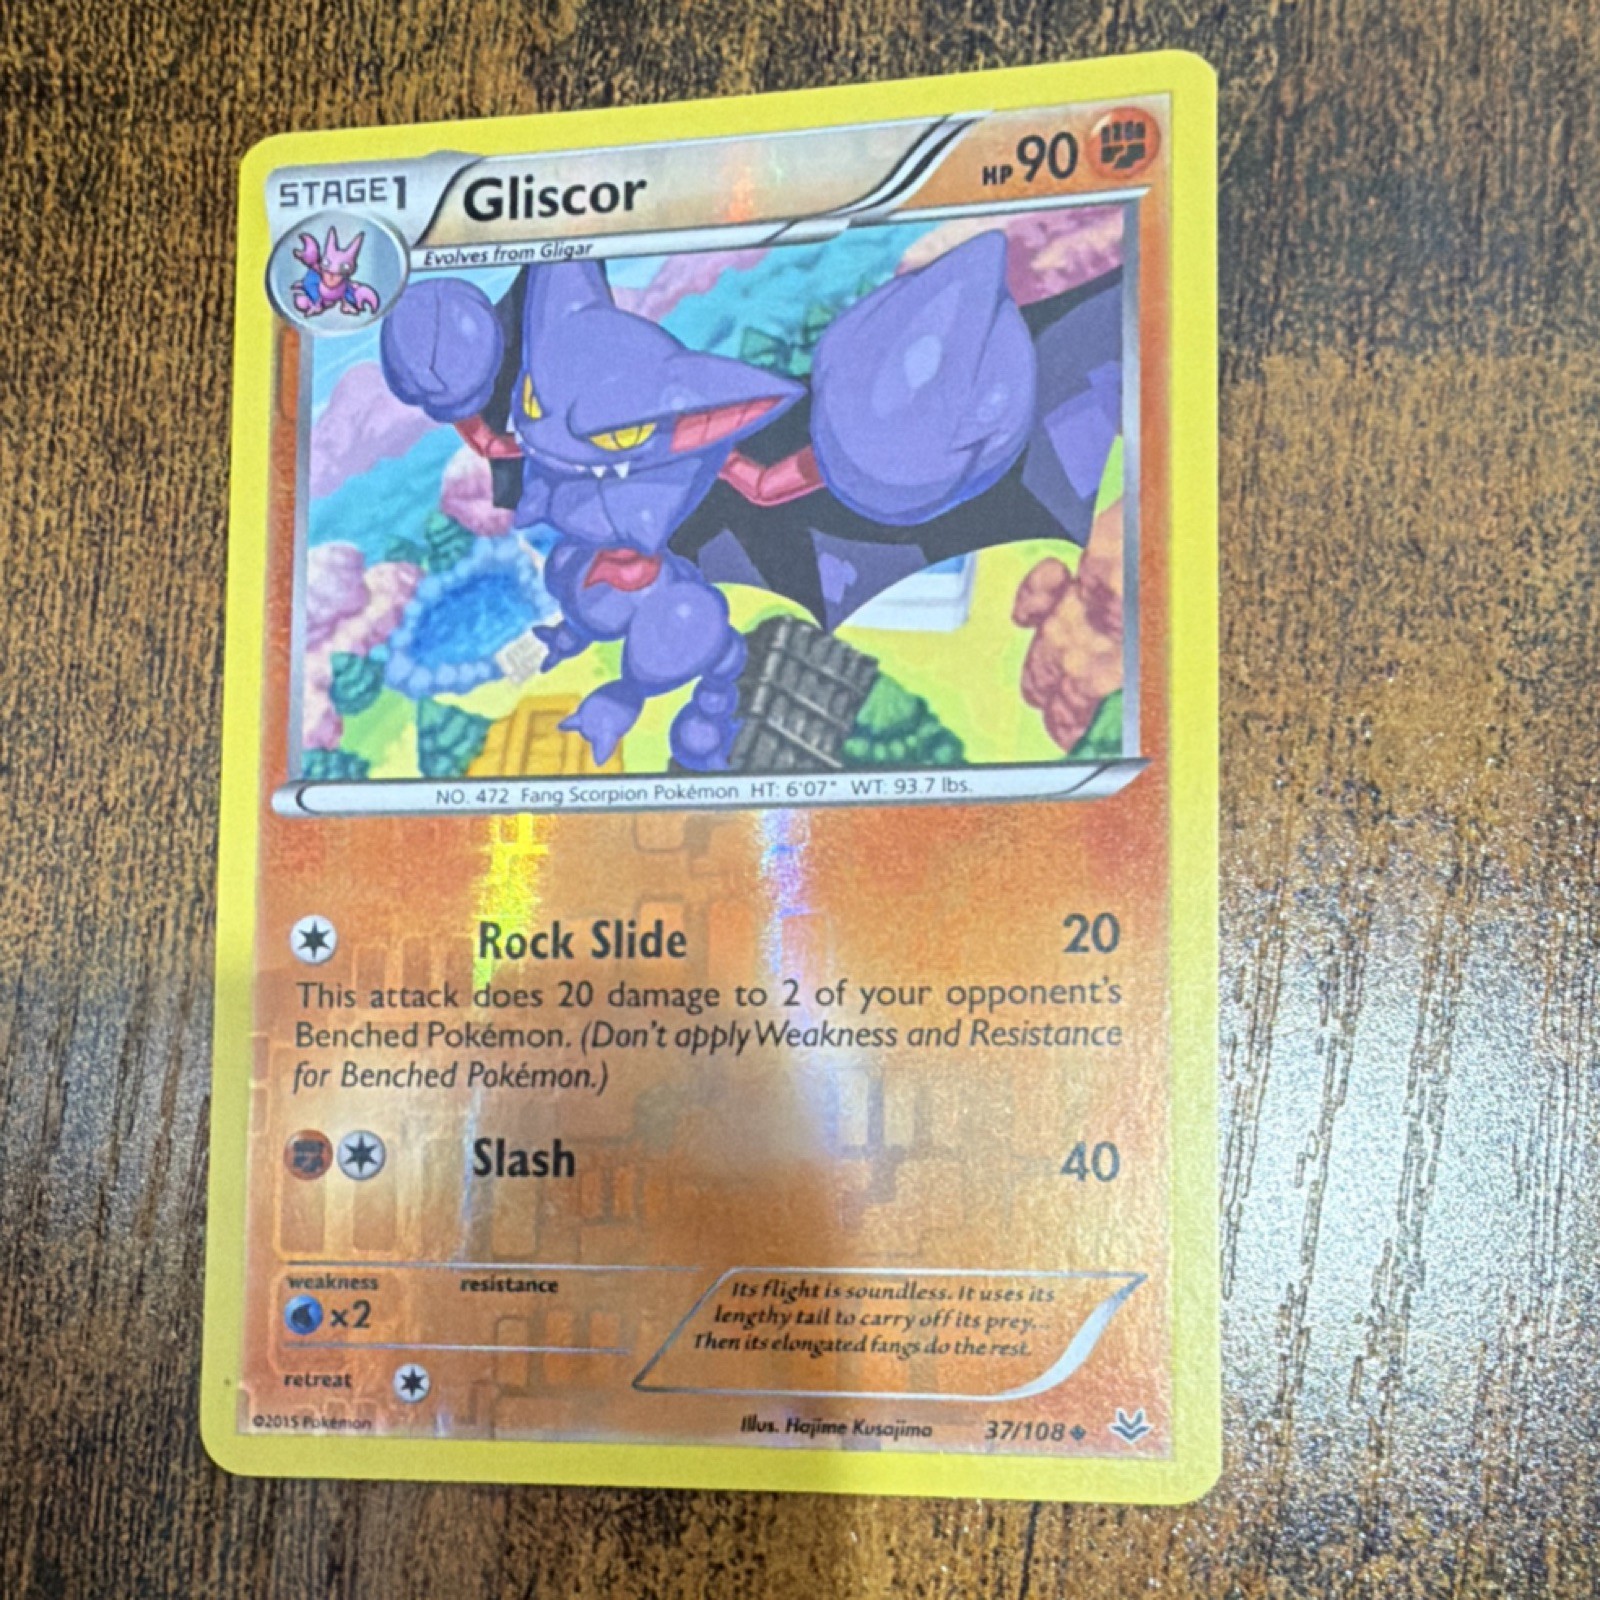 STAGE1 Gliscor HP90
Evolves from Gligar
NO. 472 Fang Scorpion Pokémon HT: 6'07" WT: 93.7 lbs.
Rock Slide 20
This attack does 20 damage to 2 of your opponent's
Benched Pokémon. (Don't apply Weakness and Resistance
for Benched Pokémon.)
Slash 40
weakness resistance
x2
retreat
Its flight is soundless. It uses its
lengthy tail to carry off its prey...
Then its elongated fangs do the rest.
©2015 Pokémon Illus. Hajime Kusajima 37/108